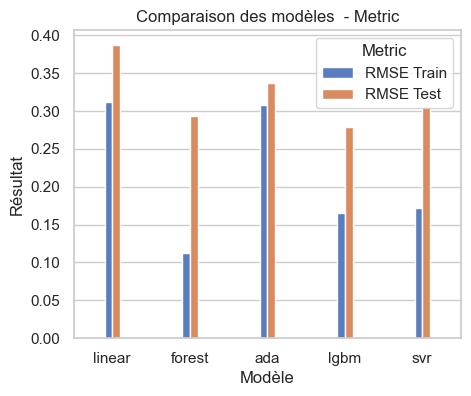 Comparaison des modèles  - Metric
Metric
RMSE Train
RMSE Test
Résultat
0.40
0.35
0.30
0.25
0.20
0.15
0.10
0.05
0.00
linear forest ada lgbm svr
Modèle